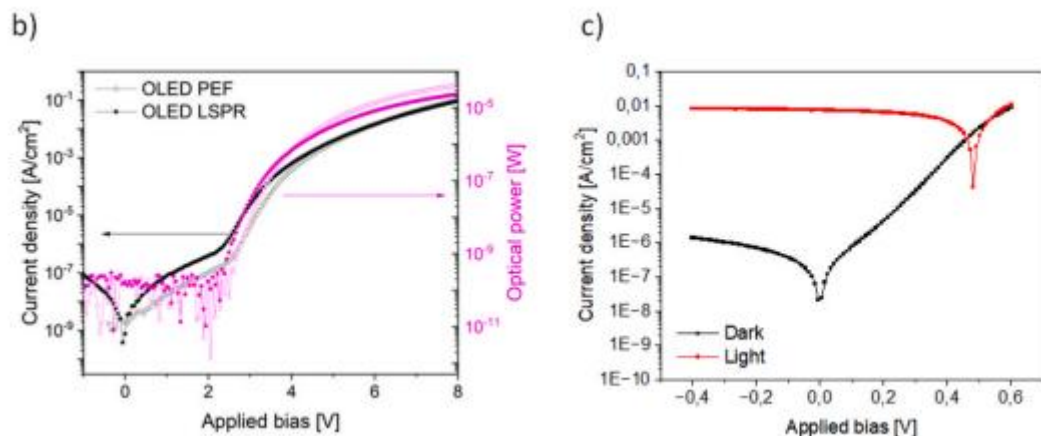 b)
Current density [A/cm²]
10⁻¹
10⁻³
10⁻⁵
10⁻⁷
10⁻⁹
OLED PEF
OLED LSPR
10⁻⁵
10⁻⁷
10⁻⁹
10⁻¹¹
Optical power [W]
0 2 4 6 8
Applied bias [V]
c)
Current density [A/cm²]
0,1
0,01
0,001
1E−4
1E−5
1E−6
1E−7
1E−8
1E−9
1E−10
Dark
Light
−0,4 −0,2 0,0 0,2 0,4 0,6
Applied bias [V]